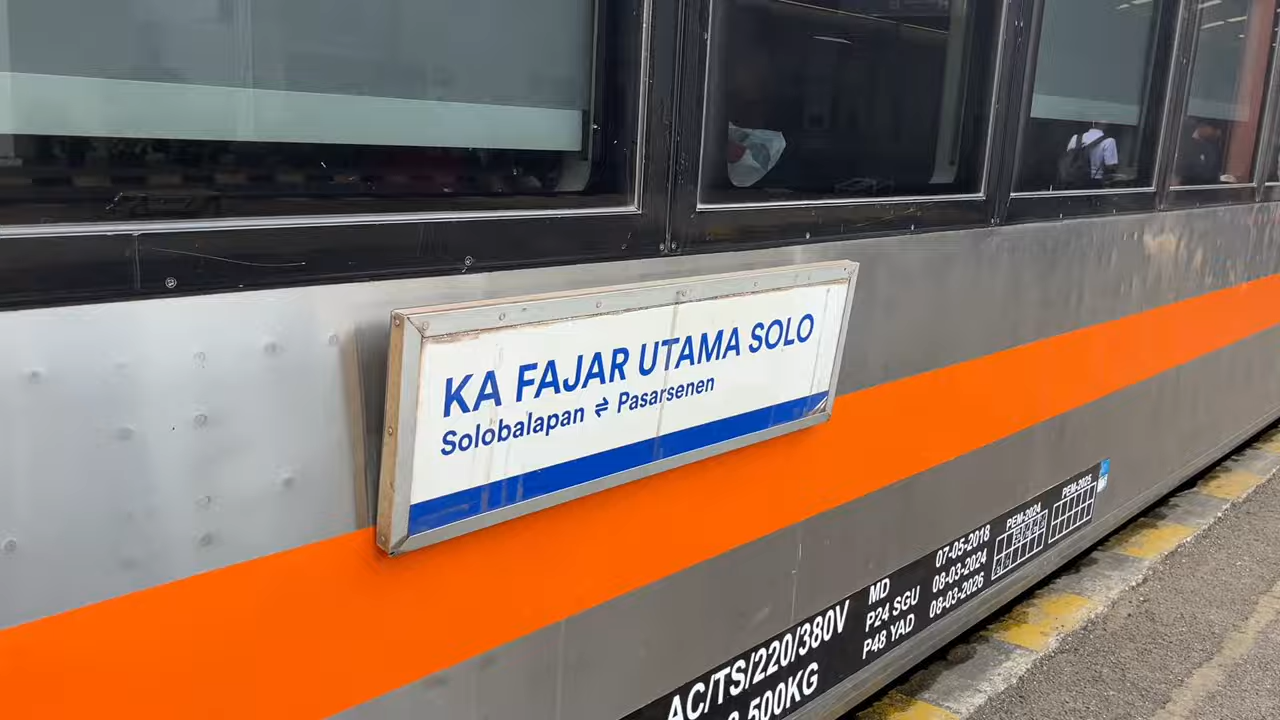 KA FAJAR UTAMA SOLO
Solobalapan ⇌ Pasarsenen
AC/TS/220/380V
500KG
MD
P24 SGU
P48 YAD
07-05-2018
08-03-2024
08-03-2026
PEM-2024
PEM-2025